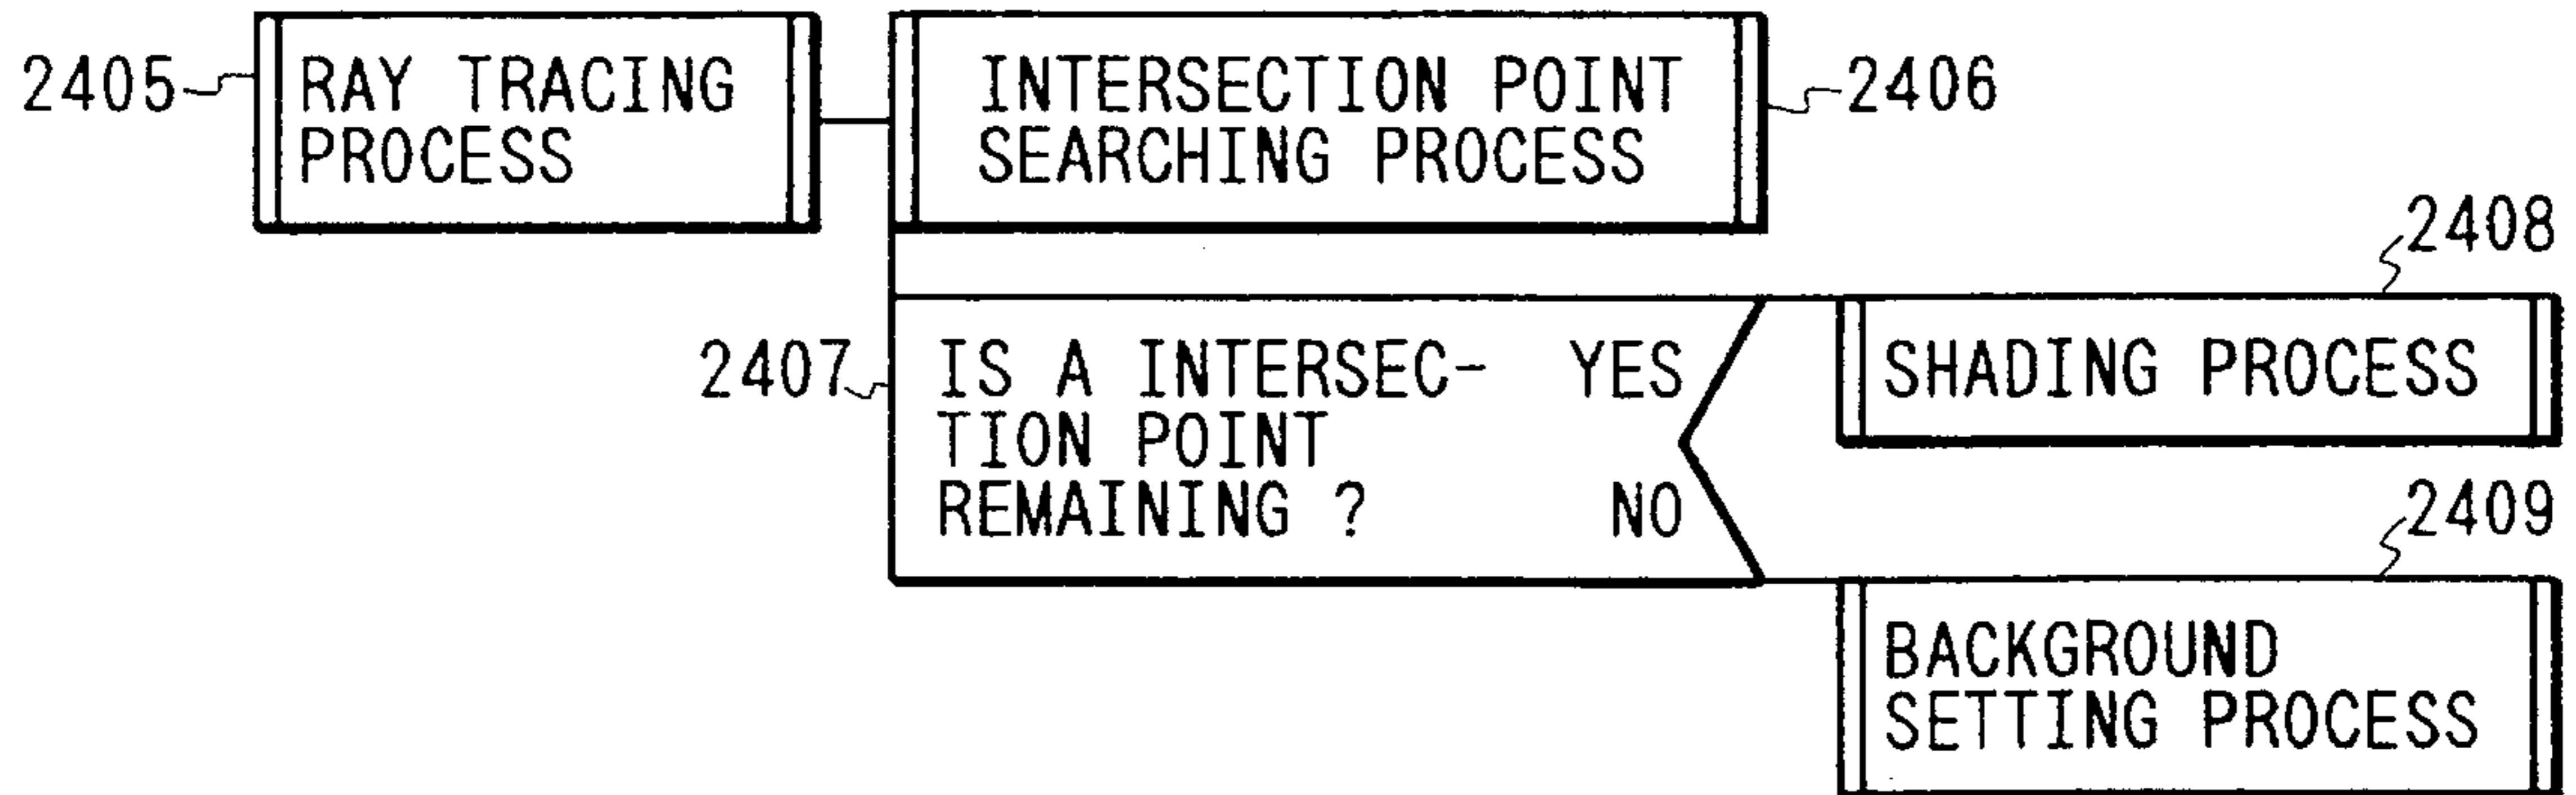 2405
RAY TRACING
PROCESS
INTERSECTION POINT
SEARCHING PROCESS
2406
2407
IS A INTERSEC-
TION POINT
REMAINING ?
YES
NO
2408
SHADING PROCESS
2409
BACKGROUND
SETTING PROCESS